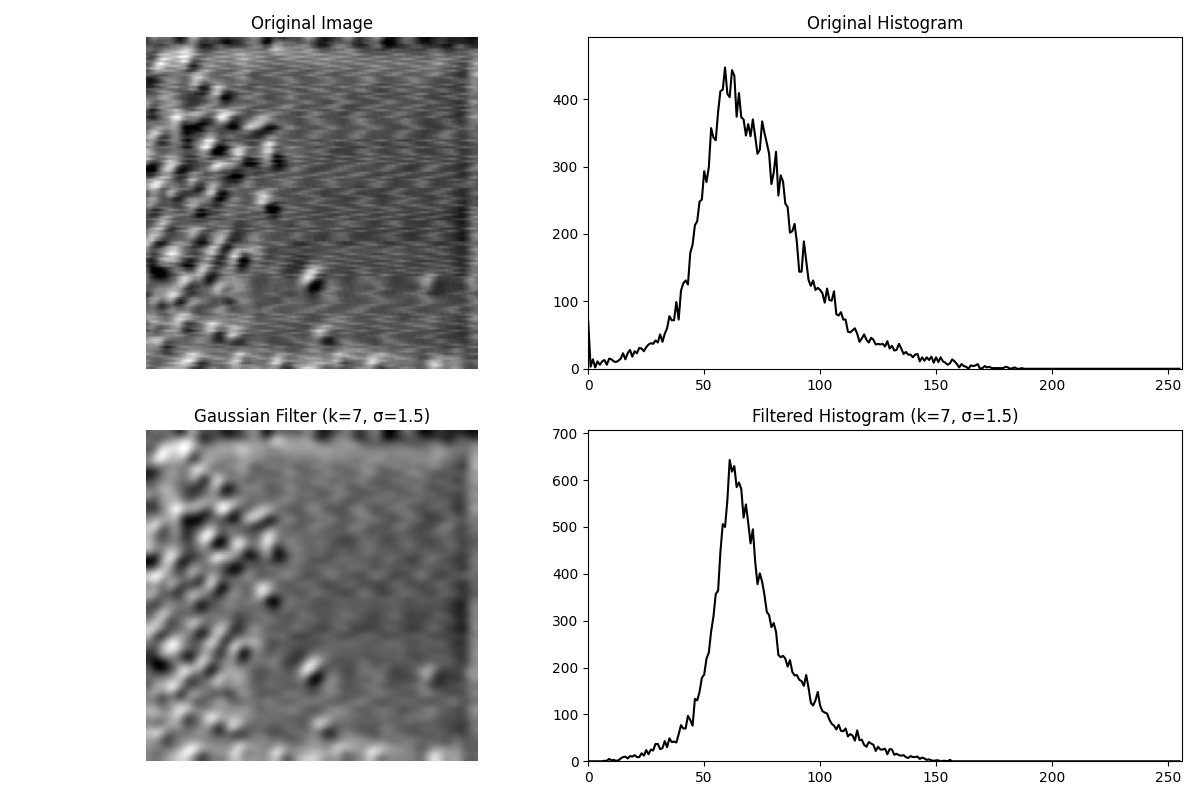 Original Image
Original Histogram
400
300
200
100
0
0 50 100 150 200 250
Gaussian Filter (k=7, σ=1.5)
Filtered Histogram (k=7, σ=1.5)
700
600
500
400
300
200
100
0
0 50 100 150 200 250